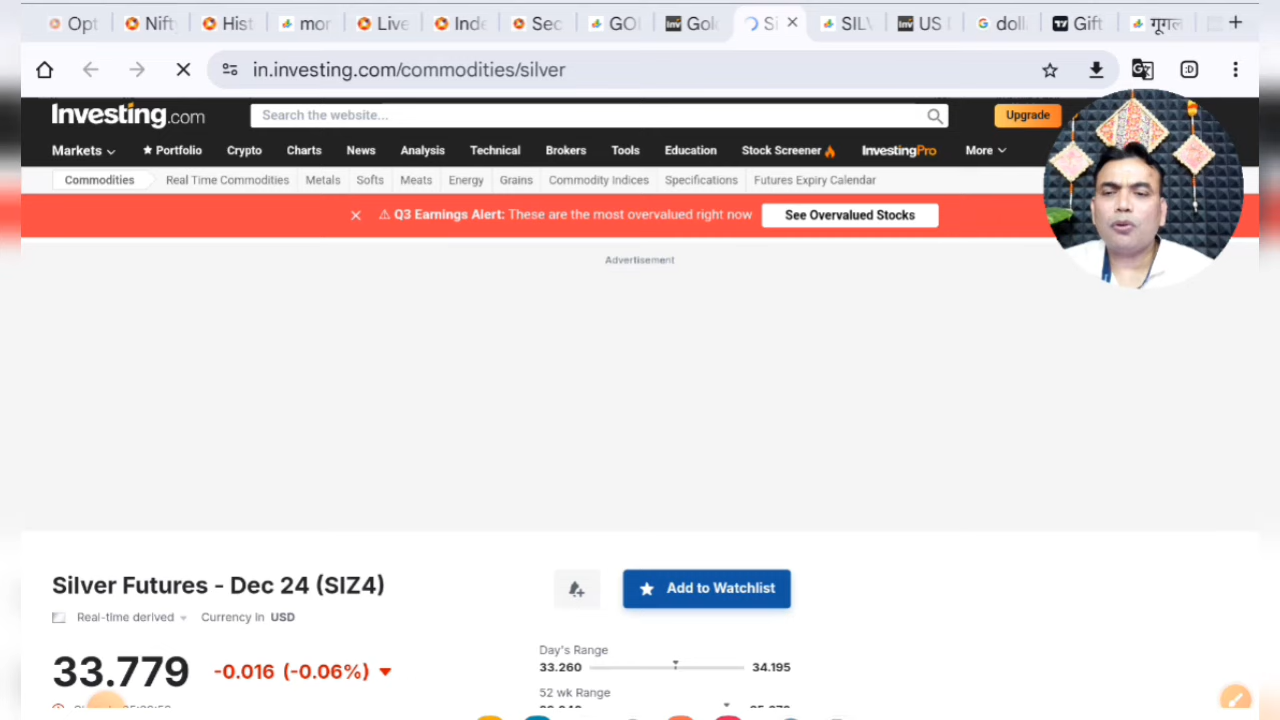 Opt
Nift
Hist
mor
Live
Inde
Sec
GO
Gol
Si
SIL
US
doll
Gift
गूगल
in.investing.com/commodities/silver
Investing.com
Search the website...
Upgrade
Markets Portfolio Crypto Charts News Analysis Technical Brokers Tools Education Stock Screener InvestingPro More
Commodities Real Time Commodities Metals Softs Meats Energy Grains Commodity Indices Specifications Futures Expiry Calendar
Q3 Earnings Alert: These are the most overvalued right now See Overvalued Stocks
Advertisement
Silver Futures - Dec 24 (SIZ4)
Add to Watchlist
Real-time derived Currency in USD
33.779 -0.016 (-0.06%)
Day's Range
33.260 34.195
52 wk Range